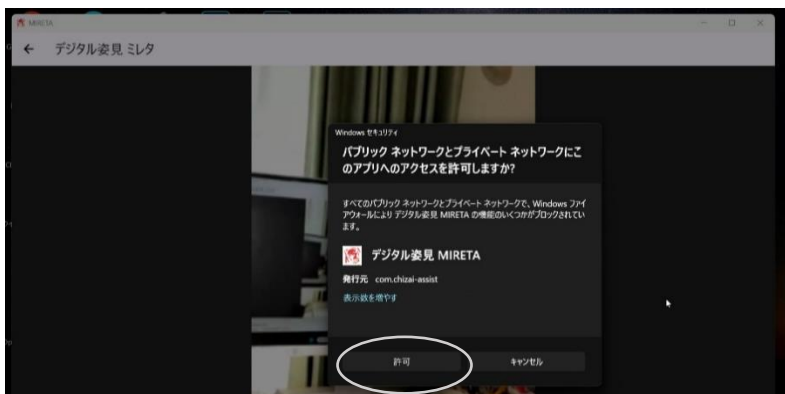 MIRETA
デジタル姿見 ミレタ
Windows セキュリティ
パブリック ネットワークとプライベート ネットワークにこ
のアプリへのアクセスを許可しますか?
すべてのパブリック ネットワークとプライベート ネットワークで、Windows ファイ
アウォールにより デジタル姿見 MIRETA の機能のいくつかがブロックされてい
ます。
デジタル姿見 MIRETA
発行元 com.chizai-assist
表示数を増やす
許可 キャンセル